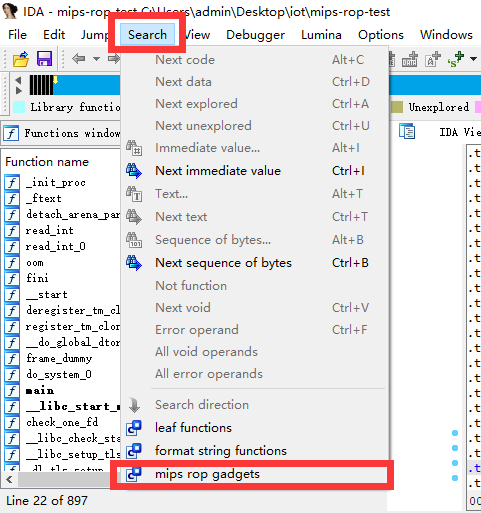 IDA - mips-rop-test C:\Users\admin\Desktop\iot\mips-rop-test
File Edit Jump Search View Debugger Lumina Options Windows
Library functio
Unexplored
Functions window
IDA View
Function name
_init_proc
_ftext
detach_arena_par
read_int
read_int_0
oom
fini
__start
deregister_tm_clo
register_tm_clon
__do_global_dtor
frame_dummy
do_system_0
main
__libc_start_m
check_one_fd
__libc_check_sta
__libc_setup_tls
_dl_tls_setup
Line 22 of 897
Next code Alt+C
Next data Ctrl+D
Next explored Ctrl+A
Next unexplored Ctrl+U
Immediate value... Alt+I
Next immediate value Ctrl+I
Text... Alt+T
Next text Ctrl+T
Sequence of bytes... Alt+B
Next sequence of bytes Ctrl+B
Not function
Next void Ctrl+V
Error operand Ctrl+F
All void operands
All error operands
Search direction
leaf functions
format string functions
mips rop gadgets